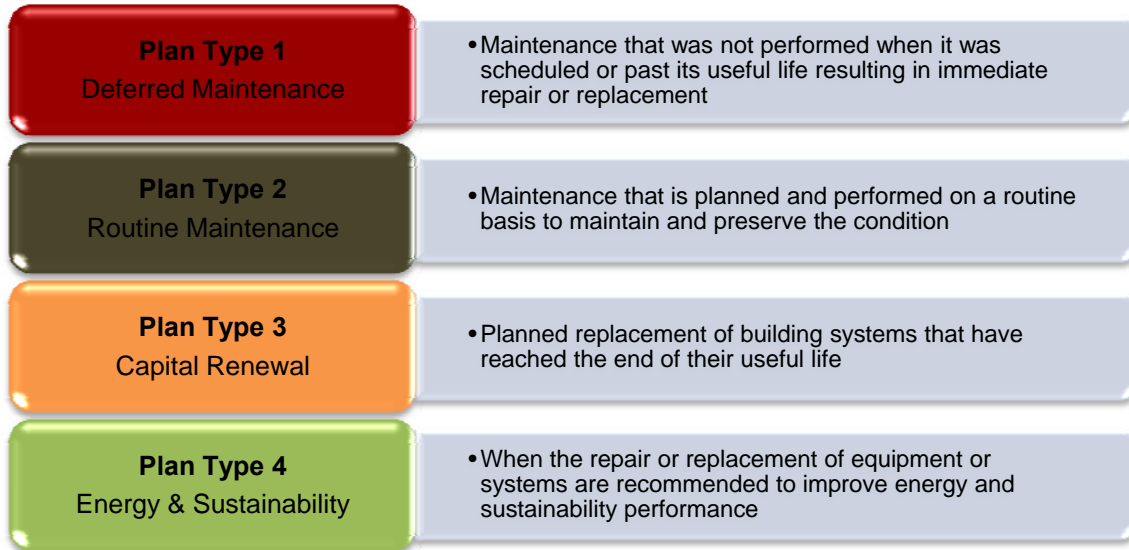 Plan Type 1
Deferred Maintenance
•Maintenance that was not performed when it was
scheduled or past its useful life resulting in immediate
repair or replacement
Plan Type 2
Routine Maintenance
•Maintenance that is planned and performed on a routine
basis to maintain and preserve the condition
Plan Type 3
Capital Renewal
•Planned replacement of building systems that have
reached the end of their useful life
Plan Type 4
Energy & Sustainability
•When the repair or replacement of equipment or
systems are recommended to improve energy and
sustainability performance